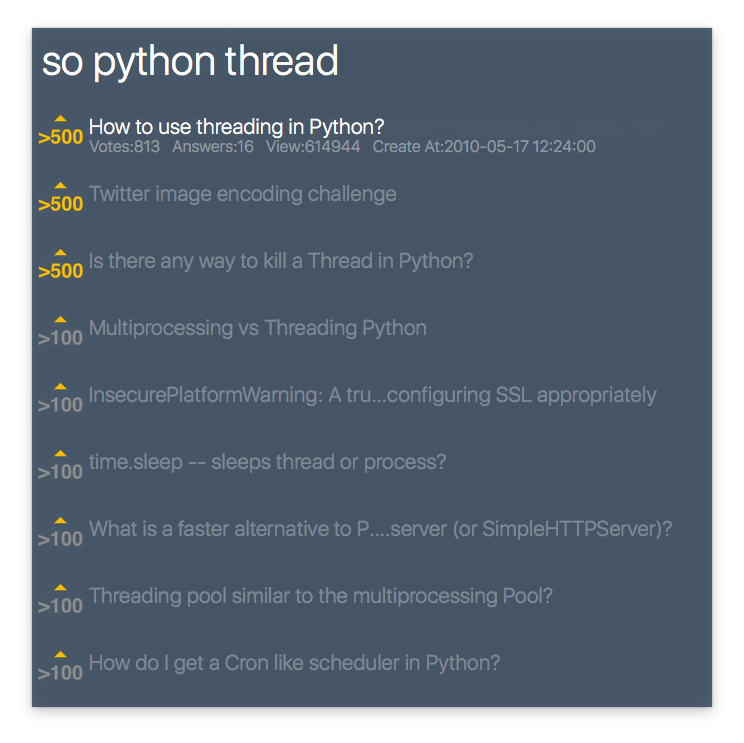 so python thread
>500 How to use threading in Python?
Votes:813 Answers:16 View:614944 Create At:2010-05-17 12:24:00
>500 Twitter image encoding challenge
>500 Is there any way to kill a Thread in Python?
>100 Multiprocessing vs Threading Python
>100 InsecurePlatformWarning: A tru...configuring SSL appropriately
>100 time.sleep -- sleeps thread or process?
>100 What is a faster alternative to P....server (or SimpleHTTPServer)?
>100 Threading pool similar to the multiprocessing Pool?
>100 How do I get a Cron like scheduler in Python?